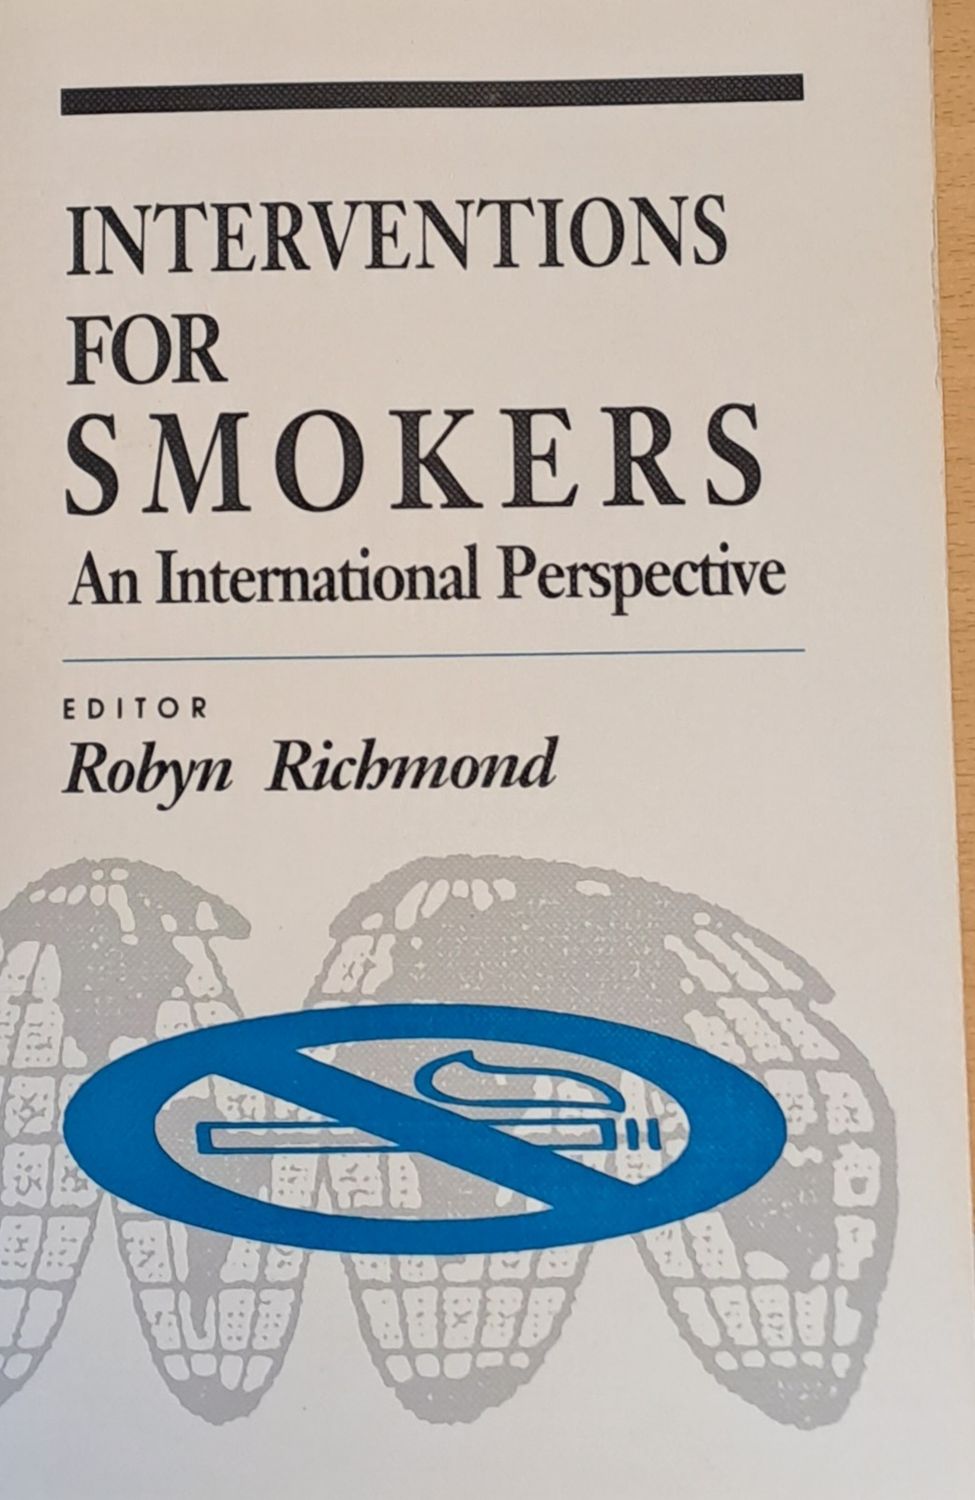 INTERVENTIONS
FOR
SMOKERS
An International Perspective
EDITOR
Robyn Richmond